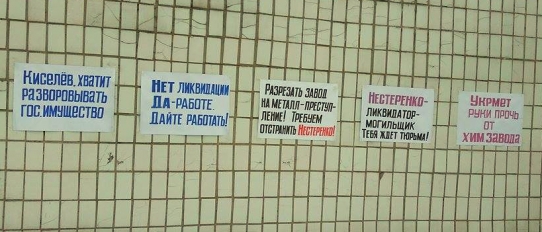 Киселёв, хватит
разворовывать
гос.имущество
Нет ликвидации
Да-работе.
Дайте работать!
Разрезать завод
на металл-преступ-
ление! Требуем
отстранить Нестеренко!
Нестеренко-
ликвидатор-
могильщик
Тебя ждет тюрьма!
Укрмет
руки прочь
от
хим завода